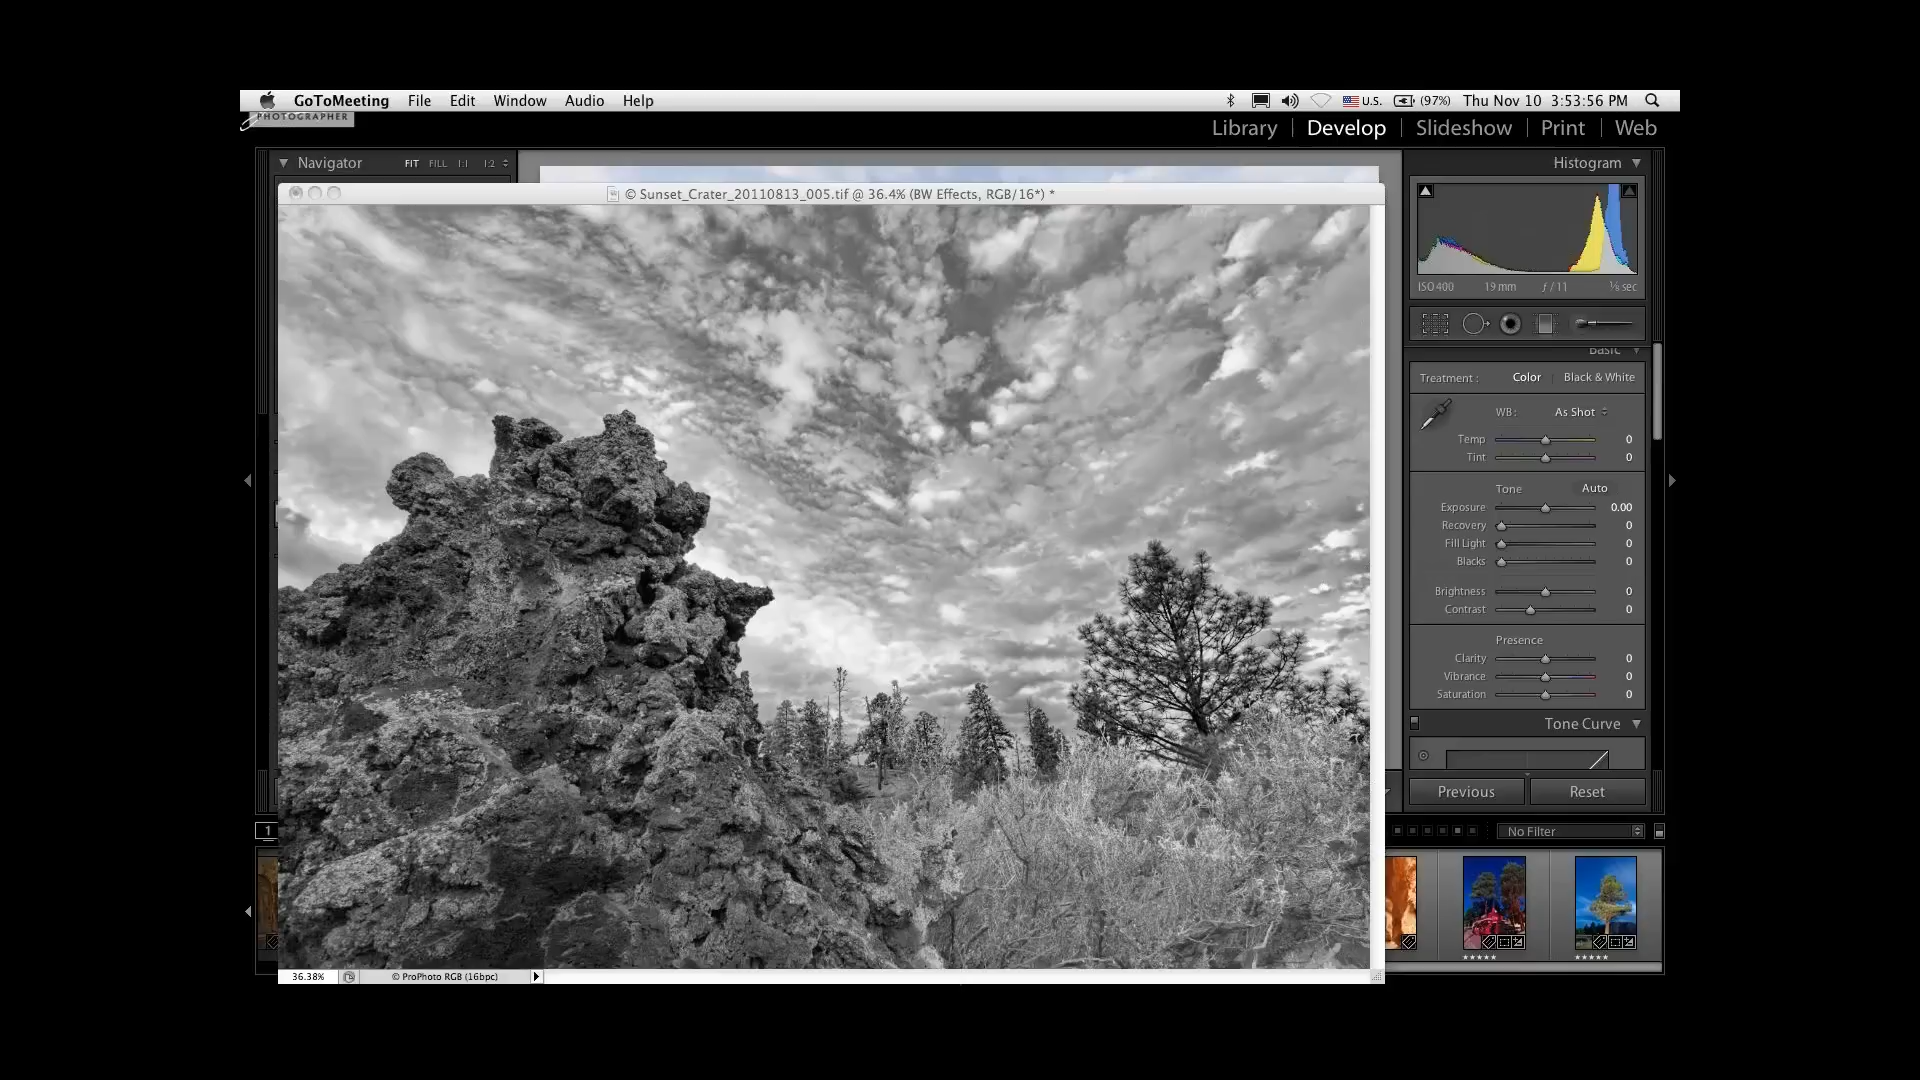 GoToMeeting File Edit Window Audio Help U.S. (97%) Thu Nov 10 3:53:56 PM
PHOTOGRAPHER
Library | Develop | Slideshow | Print | Web
Navigator FIT FILL 1:1 1:2
Histogram
© Sunset_Crater_20110813_005.tif @ 36.4% (BW Effects, RGB/16*) *
ISO 400 19 mm ƒ / 11 ⅛ sec
Basic
Treatment : Color | Black & White
WB: As Shot
Temp 0
Tint 0
Tone Auto
Exposure 0.00
Recovery 0
Fill Light 0
Blacks 0
Brightness 0
Contrast 0
Presence
Clarity 0
Vibrance 0
Saturation 0
Tone Curve
Previous Reset
1
No Filter
36.38% © ProPhoto RGB (16bpc)